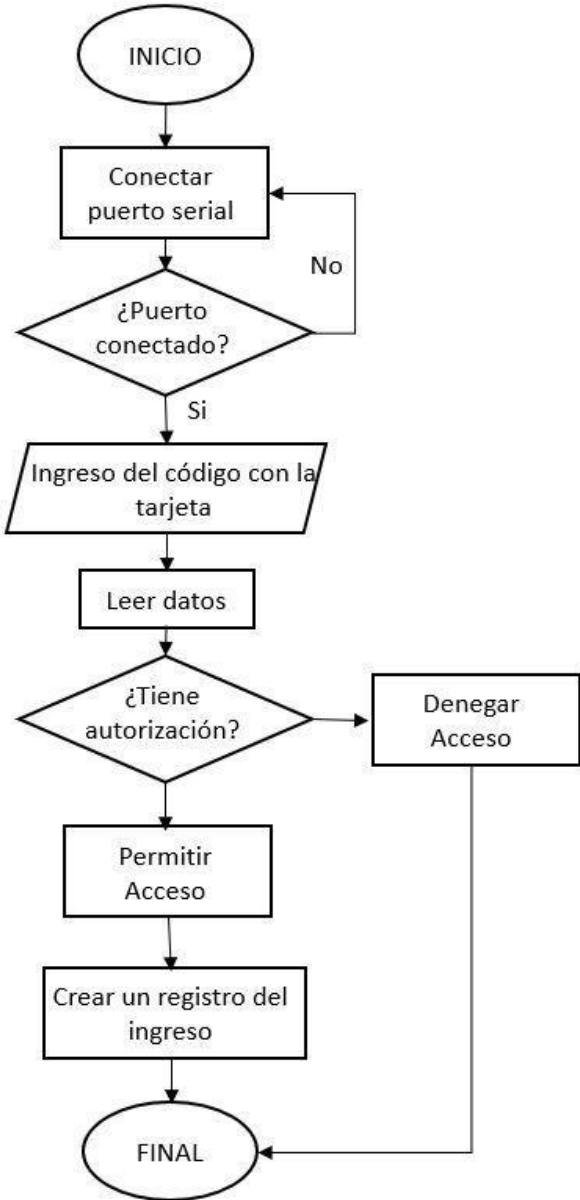 INICIO
Conectar
puerto serial
No
¿Puerto
conectado?
Si
Ingreso del código con la
tarjeta
Leer datos
¿Tiene
autorización?
Denegar
Acceso
Permitir
Acceso
Crear un registro del
ingreso
FINAL